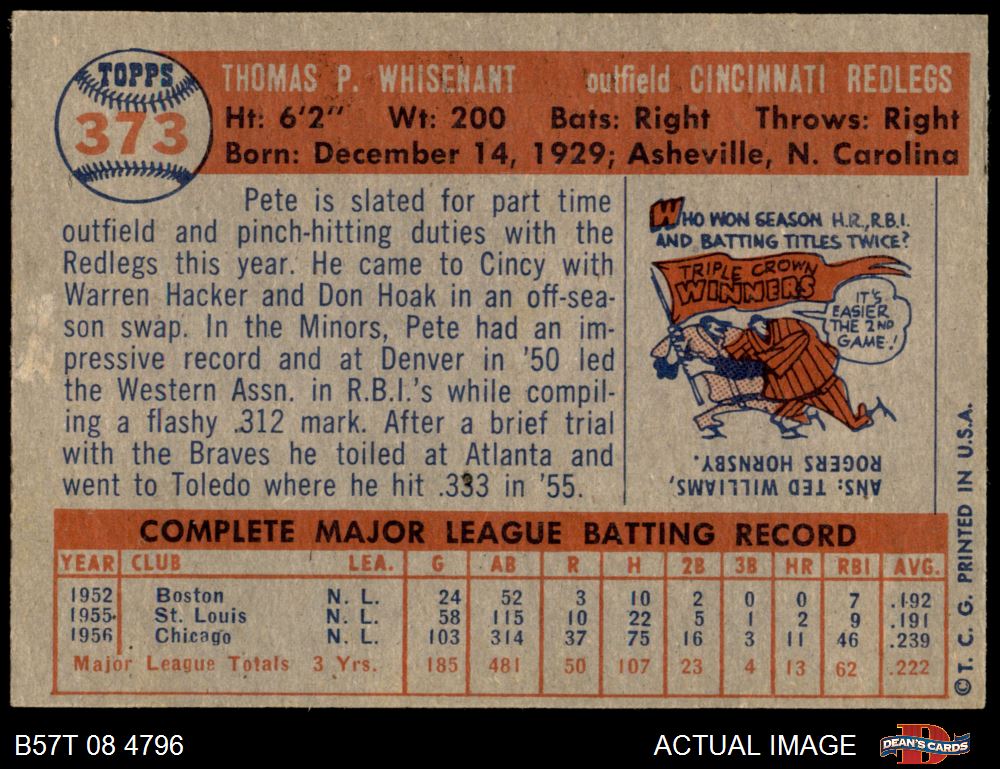 TOPPS
373
THOMAS P. WHISENANT outfield CINCINNATI REDLEGS
Ht: 6'2" Wt: 200 Bats: Right Throws: Right
Born: December 14, 1929; Asheville, N. Carolina
Pete is slated for part time
outfield and pinch-hitting duties with the
Redlegs this year. He came to Cincy with
Warren Hacker and Don Hoak in an off-sea-
son swap. In the Minors, Pete had an im-
pressive record and at Denver in '50 led
the Western Assn. in R.B.I.'s while compil-
ing a flashy .312 mark. After a brief trial
with the Braves he toiled at Atlanta and
went to Toledo where he hit .333 in '55.
WHO WON SEASON H.R., R.B.I.
AND BATTING TITLES TWICE?
TRIPLE CROWN
WINNERS
IT'S
EASIER
THE 2ND
GAME!
ANS: TED WILLIAMS,
ROGERS HORNSBY.
COMPLETE MAJOR LEAGUE BATTING RECORD
YEAR CLUB LEA. G AB R H 2B 3B HR RBI AVG.
1952 Boston N. L. 24 52 3 10 2 0 0 7 .192
1955 St. Louis N. L. 58 115 10 22 5 1 2 9 .191
1956 Chicago N. L. 103 314 37 75 16 3 11 46 .239
Major League Totals 3 Yrs. 185 481 50 107 23 4 13 62 .222
© T. C. G. PRINTED IN U.S.A.
B57T 08 4796
ACTUAL IMAGE
DEAN'S CARDS